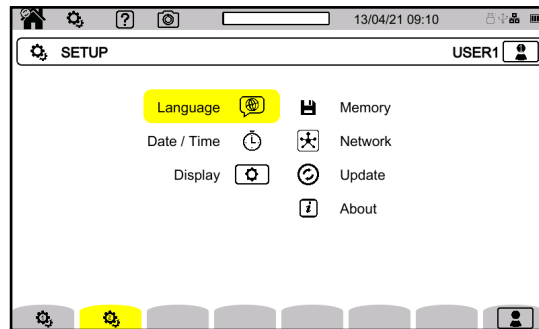 13/04/21 09:10
SETUP
USER1
Language
Memory
Date / Time
Network
Display
Update
About